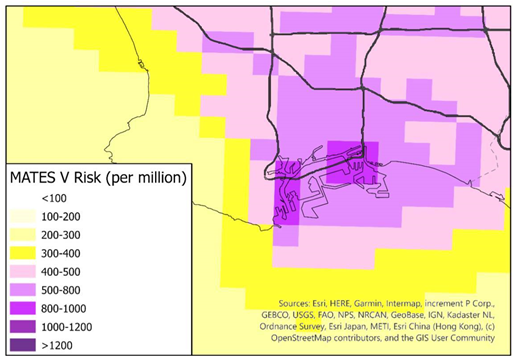 MATES V Risk (per million)
<100
100-200
200-300
300-400
400-500
500-800
800-1000
1000-1200
>1200
Sources: Esri, HERE, Garmin, Intermap, increment P Corp.,
GEBCO, USGS, FAO, NPS, NRCAN, GeoBase, IGN, Kadaster NL,
Ordnance Survey, Esri Japan, METI, Esri China (Hong Kong), (c)
OpenStreetMap contributors, and the GIS User Community